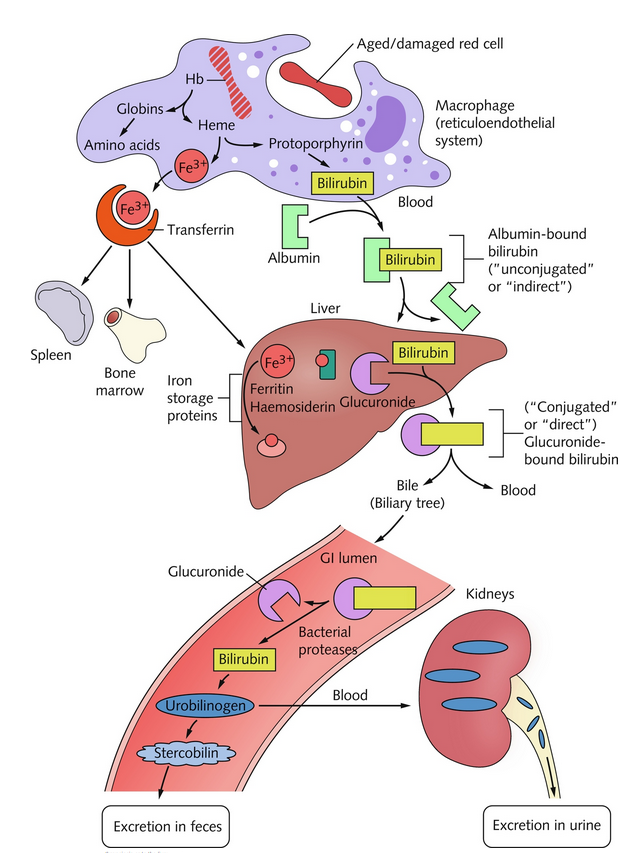 Aged/damaged red cell
Hb
Globins
Heme
Amino acids
Protoporphyrin
Macrophage
(reticuloendothelial
system)
Fe3+
Bilirubin
Blood
Fe3+
Transferrin
Albumin
Bilirubin
Albumin-bound
bilirubin
("unconjugated"
or "indirect")
Spleen
Bone
marrow
Liver
Fe3+
Bilirubin
Iron
storage
proteins
Ferritin
Haemosiderin
Glucuronide
("Conjugated"
or "direct")
Glucuronide-
bound bilirubin
Bile
(Biliary tree)
Blood
GI lumen
Glucuronide
Bacterial
proteases
Kidneys
Bilirubin
Urobilinogen
Blood
Stercobilin
Excretion in feces
Excretion in urine